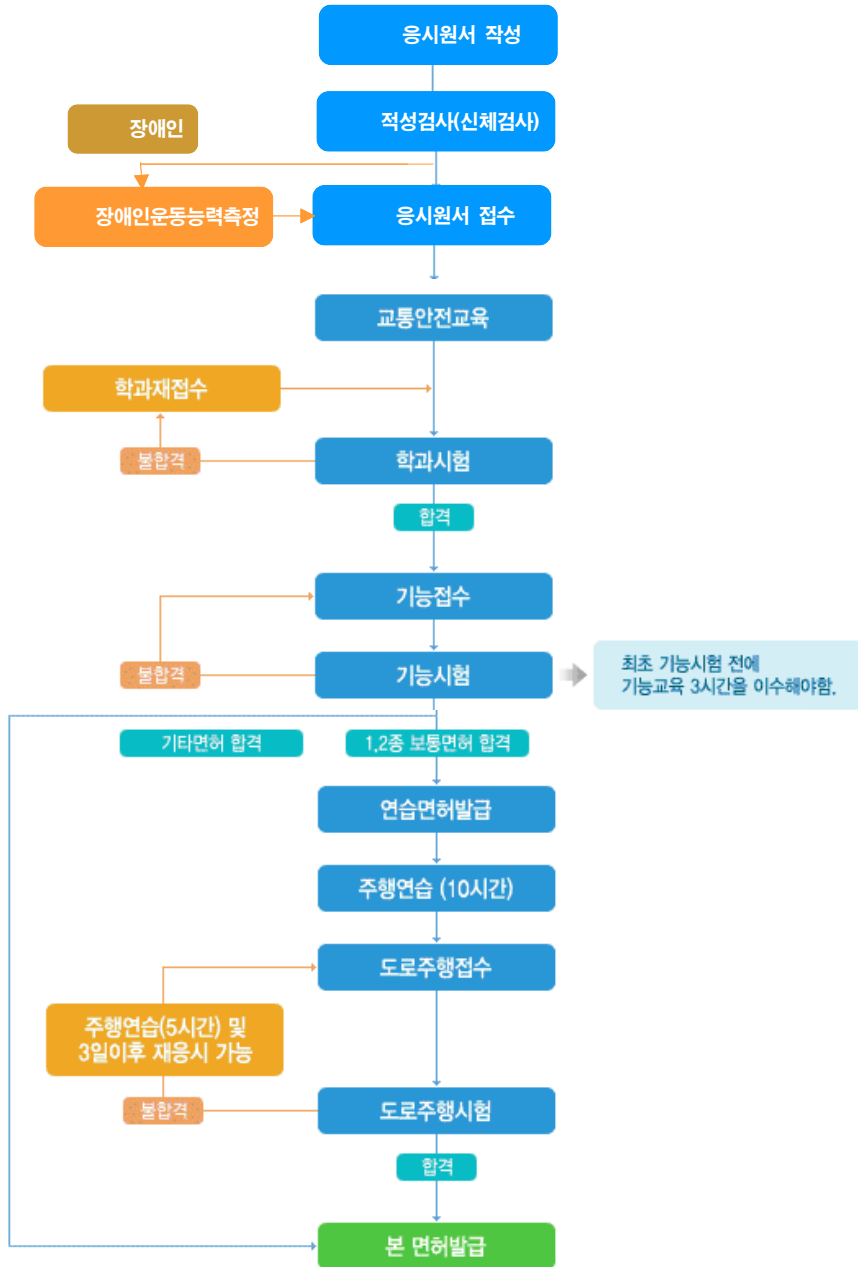 응시원서 작성
적성검사(신체검사)
장애인
장애인운동능력측정
응시원서 접수
교통안전교육
학과재접수
불합격
학과시험
합격
기능접수
불합격
기능시험
최초 기능시험 전에
기능교육 3시간을 이수해야함.
기타면허 합격
1,2종 보통면허 합격
연습면허발급
주행연습 (10시간)
도로주행접수
주행연습(5시간) 및
3일이후 재응시 가능
불합격
도로주행시험
합격
본 면허발급